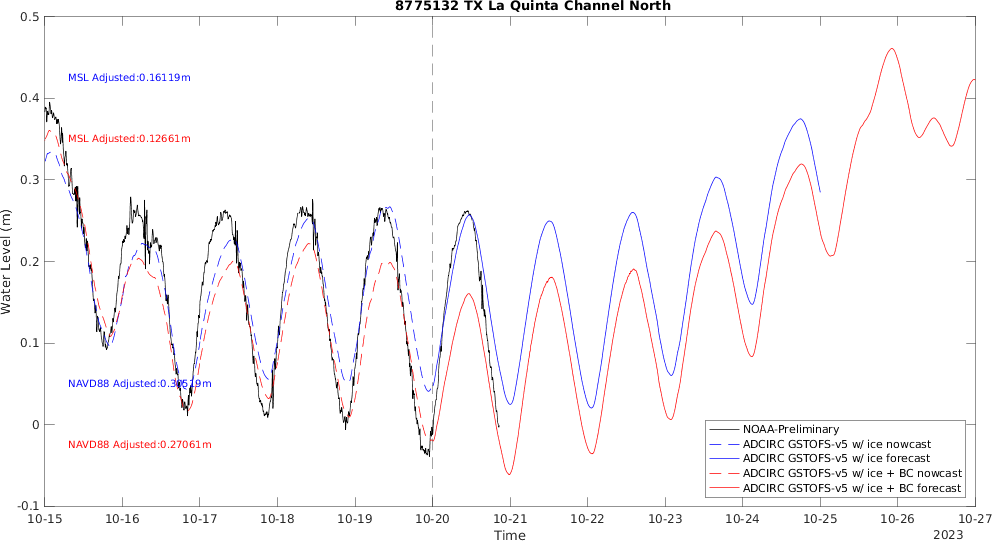 8775132 TX La Quinta Channel North
0.5
MSL Adjusted:0.16119m
0.4
MSL Adjusted:0.12661m
0.3
0.2
Water Level (m)
0.1
NAVD88 Adjusted:0.30519m
0
NAVD88 Adjusted:0.27061m
NOAA-Preliminary
ADCIRC GSTOFS-v5 w/ ice nowcast
ADCIRC GSTOFS-v5 w/ ice forecast
ADCIRC GSTOFS-v5 w/ ice + BC nowcast
ADCIRC GSTOFS-v5 w/ ice + BC forecast
-0.1
10-15 10-16 10-17 10-18 10-19 10-20 10-21 10-22 10-23 10-24 10-25 10-26 10-27
Time
2023